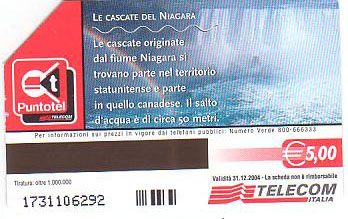 LE CASCATE DEL NIAGARA
Le cascate originate
dal fiume Niagara si
trovano parte nel territorio
statunitense e parte
in quello canadese. Il salto
d'acqua è di circa 50 metri.
Puntotel
TELECOM
Per informazioni sui prezzi in vigore dai telefoni pubblici: Numero Verde 800-666333
€5,00
Tiratura: oltre 1.000.000
Validità 31.12.2004 - La scheda non è rimborsabile
1731106292
TELECOM
ITALIA